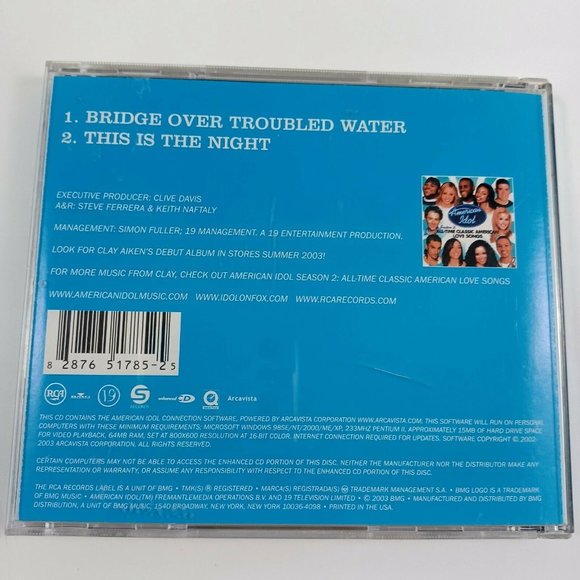 1. BRIDGE OVER TROUBLED WATER
2. THIS IS THE NIGHT
American Idol
ALL-TIME CLASSIC AMERICAN
LOVE SONGS
EXECUTIVE PRODUCER: CLIVE DAVIS
A&R: STEVE FERRERA & KEITH NAFTALY
MANAGEMENT: SIMON FULLER; 19 MANAGEMENT. A 19 ENTERTAINMENT PRODUCTION.
LOOK FOR CLAY AIKEN'S DEBUT ALBUM IN STORES SUMMER 2003!
FOR MORE MUSIC FROM CLAY, CHECK OUT AMERICAN IDOL SEASON 2: ALL-TIME CLASSIC AMERICAN LOVE SONGS
WWW.AMERICANIDOLMUSIC.COM WWW.IDOLONFOX.COM WWW.RCARECORDS.COM
8 28765 51785-2 5
RCA 19 S RECORDS enhanced CD Arcavista
THIS CD CONTAINS THE AMERICAN IDOL CONNECTION SOFTWARE, POWERED BY ARCAVISTA CORPORATION WWW.ARCAVISTA.COM. THIS SOFTWARE WILL RUN ON PERSONAL
COMPUTERS WITH THESE MINIMUM REQUIREMENTS: MICROSOFT WINDOWS 98SE/NT/2000/ME/XP, 233MHZ PENTIUM II, APPROXIMATELY 15MB OF HARD DRIVE SPACE
FOR VIDEO PLAYBACK, 64MB RAM, SET AT 800X600 RESOLUTION AT 16-BIT COLOR. INTERNET CONNECTION REQUIRED FOR UPDATES. SOFTWARE COPYRIGHT © 2002-
2003 ARCAVISTA CORPORATION, ALL RIGHTS RESERVED.
CERTAIN COMPUTERS MAY NOT BE ABLE TO ACCESS THE ENHANCED CD PORTION OF THIS DISC. NEITHER THE MANUFACTURER NOR THE DISTRIBUTOR MAKE ANY
REPRESENTATION OR WARRANTY, OR ASSUME ANY RESPONSIBILITY WITH RESPECT TO THE ENHANCED CD PORTION OF THIS DISC.
THE RCA RECORDS LABEL IS A UNIT OF BMG • TMK(S) ® REGISTERED • MARCA(S) REGISTRADA(S) TRADEMARK MANAGEMENT S.A. • BMG LOGO IS A TRADEMARK
OF BMG MUSIC • AMERICAN IDOL(TM) FREMANTLEMEDIA OPERATIONS B.V. AND 19 TELEVISION LIMITED • © 2003 BMG • MANUFACTURED AND DISTRIBUTED BY BMG
DISTRIBUTION, A UNIT OF BMG MUSIC, 1540 BROADWAY, NEW YORK, NEW YORK 10036-4098 • PRINTED IN THE U.S.A.